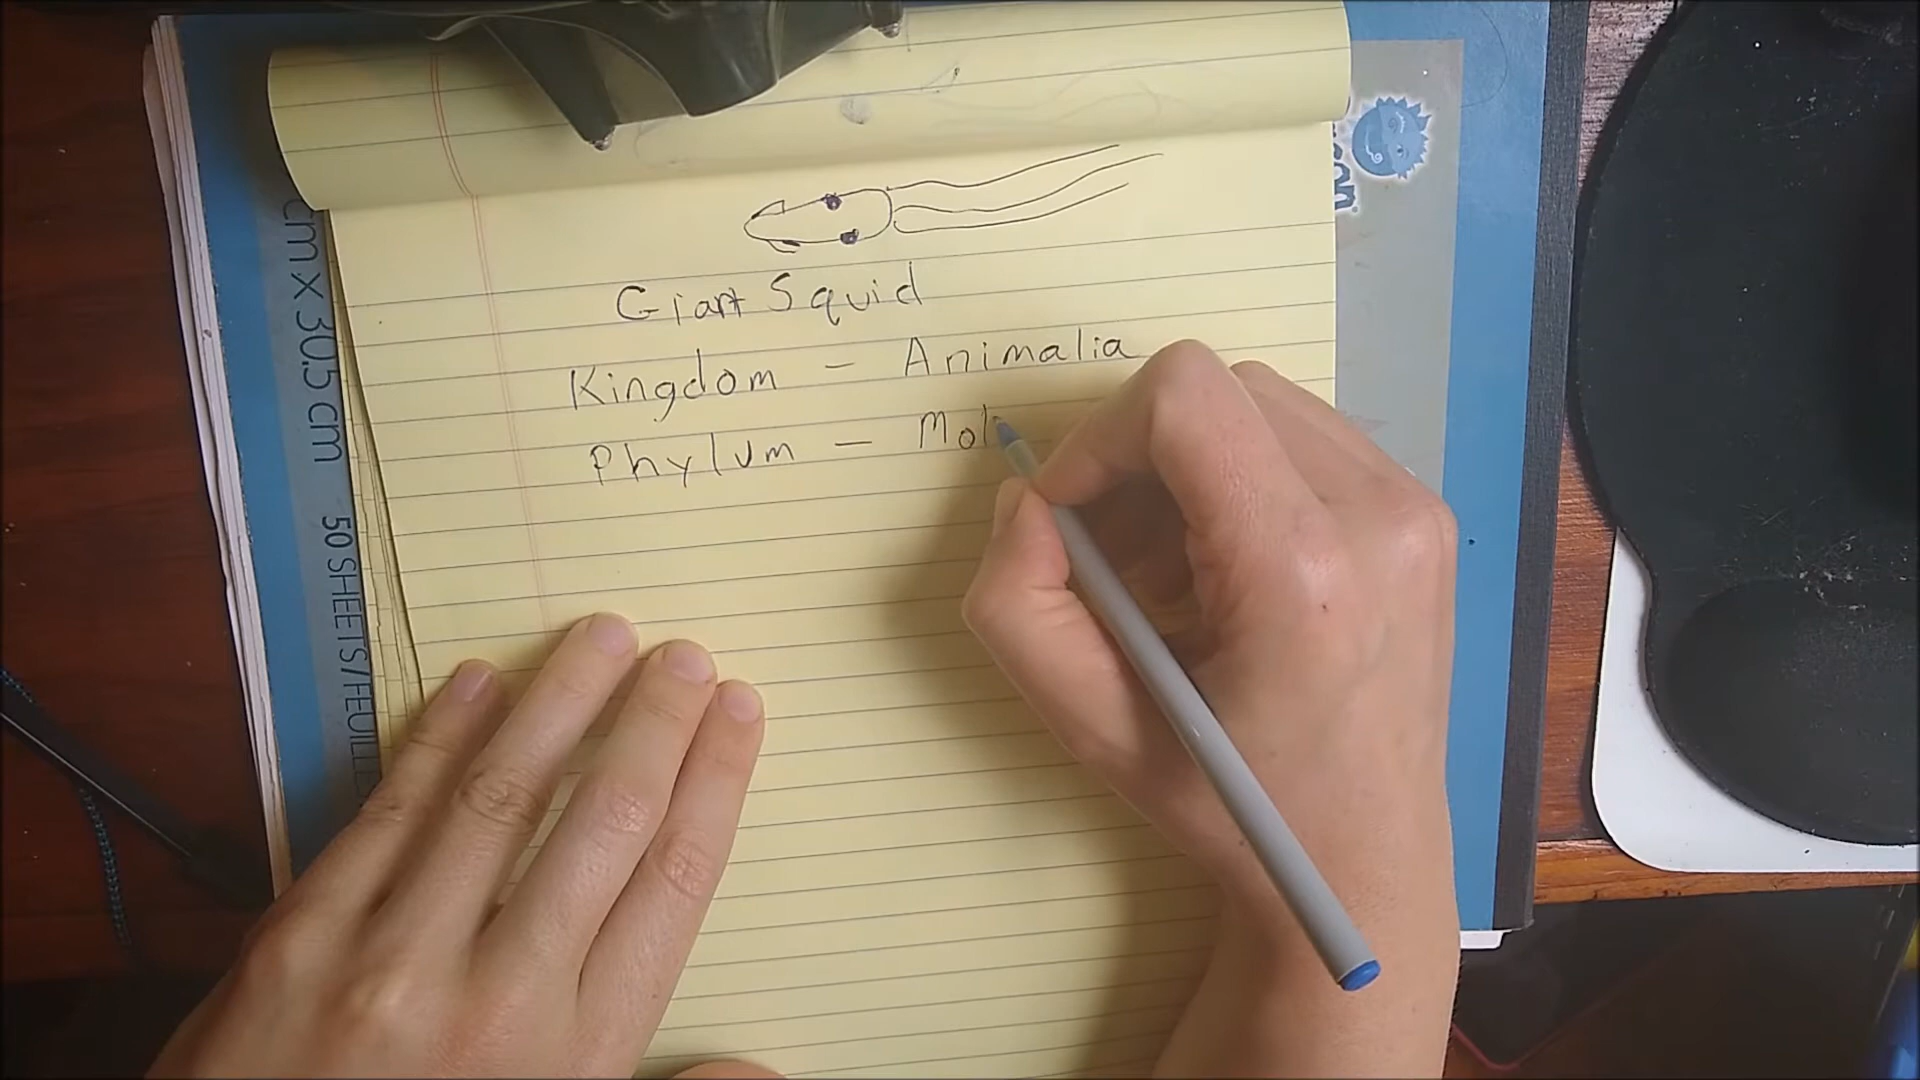 Giant Squid
Kingdom - Animalia
Phylum - Mol
cm x 30.5 cm 50 SHEETS/FEUILLE